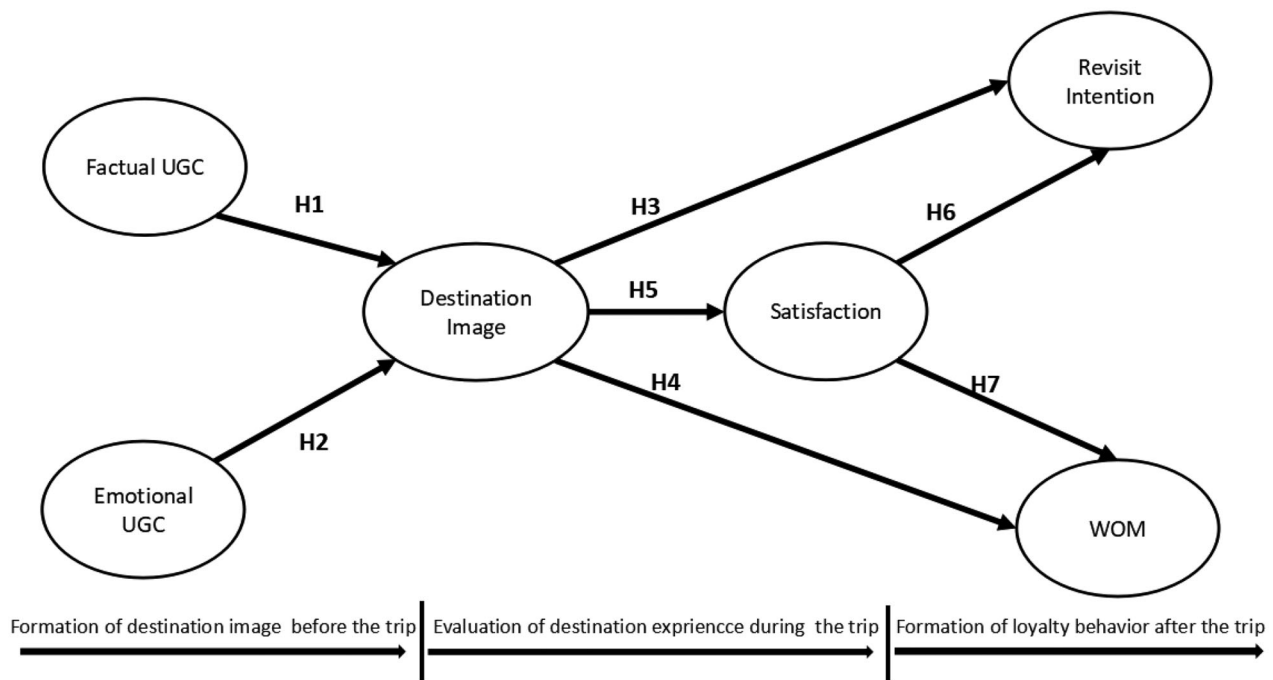 Revisit
Intention
Factual UGC
H1
H3
H6
Destination
Image
H5
Satisfaction
H4
H7
H2
Emotional
UGC
WOM
Formation of destination image before the trip
Evaluation of destination expriencce during the trip
Formation of loyalty behavior after the trip